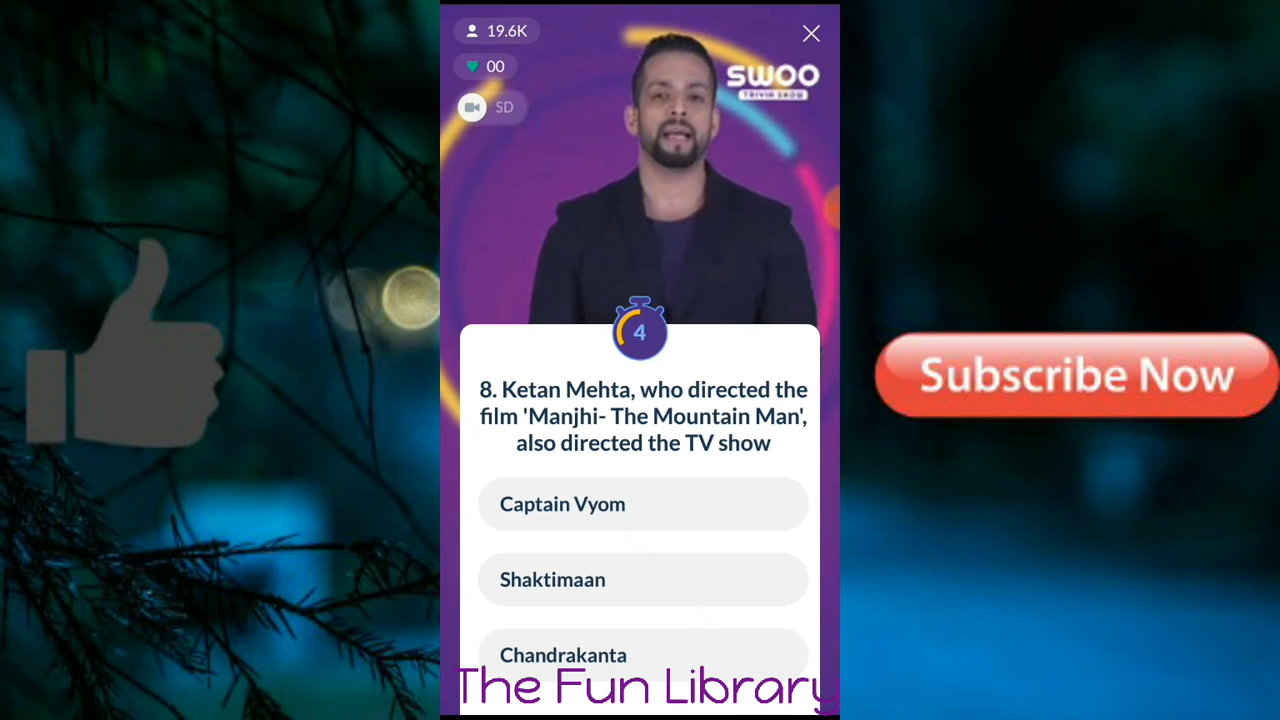 19.6K
00
SD
SWOO
TRIVIA SHOW
4
8. Ketan Mehta, who directed the
film 'Manjhi- The Mountain Man',
also directed the TV show
Captain Vyom
Shaktimaan
Chandrakanta
The Fun Library
Subscribe Now